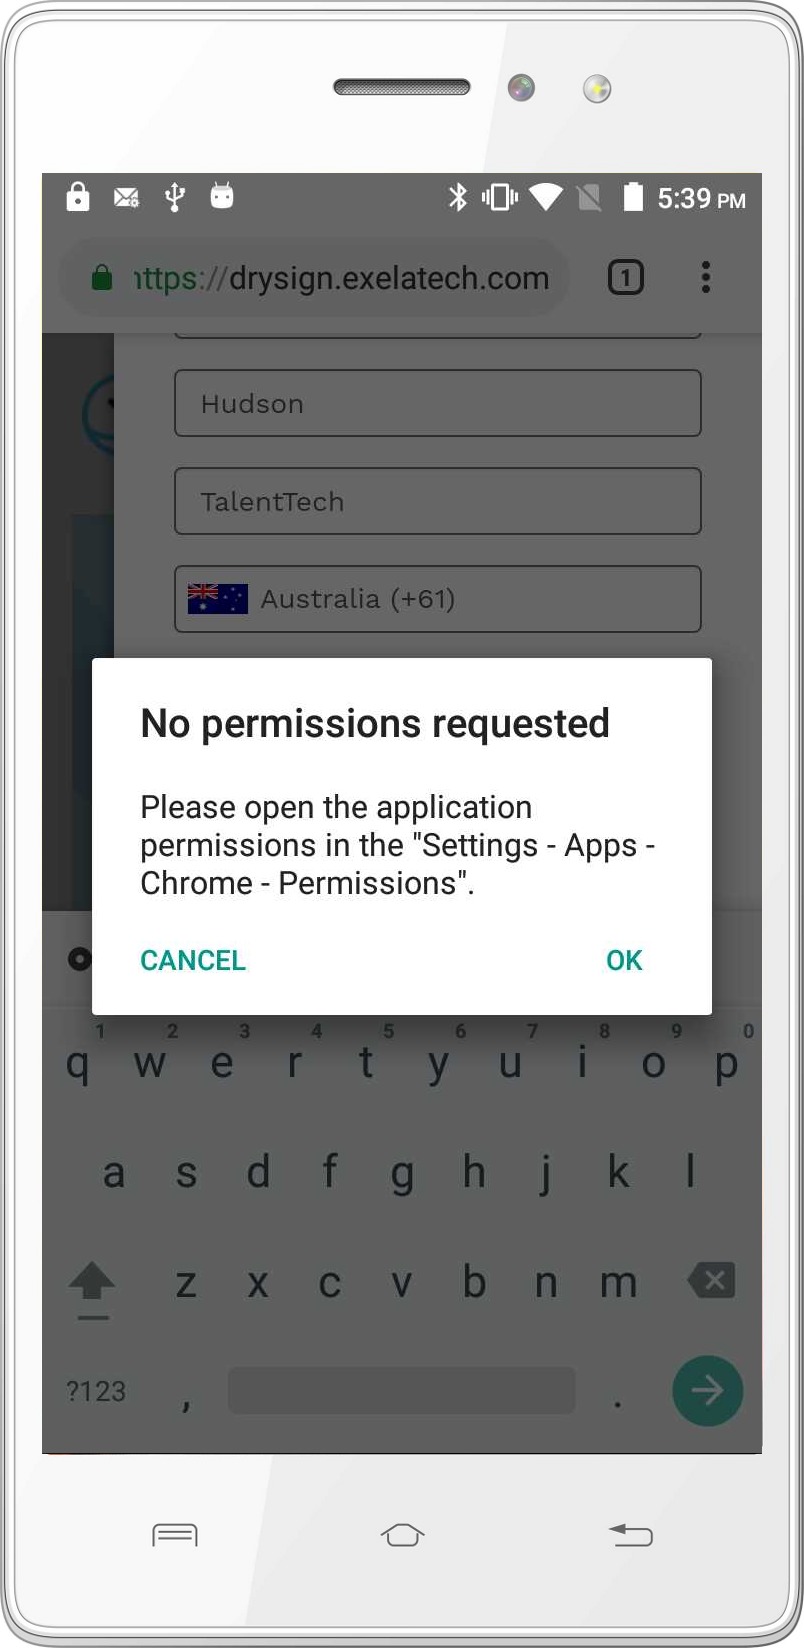 5:39 PM
https://drysign.exelatech.com
1
Hudson
TalentTech
Australia (+61)
No permissions requested
Please open the application
permissions in the "Settings - Apps -
Chrome - Permissions".
CANCEL OK
1 2 3 4 5 6 7 8 9 0
q w e r t y u i o p
a s d f g h j k l
z x c v b n m
?123 , .